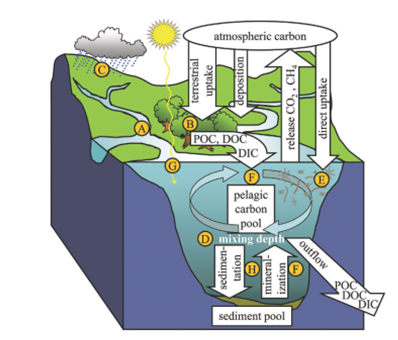 atmospheric carbon
C
terrestrial
uptake
deposition
release CO2 , CH4
direct uptake
A
B
POC, DOC
DIC
G
F
E
pelagic
carbon
pool
D
mixing depth
outflow
sedimen-
tation
H
mineral-
ization
F
POC
DOC
DIC
sediment pool